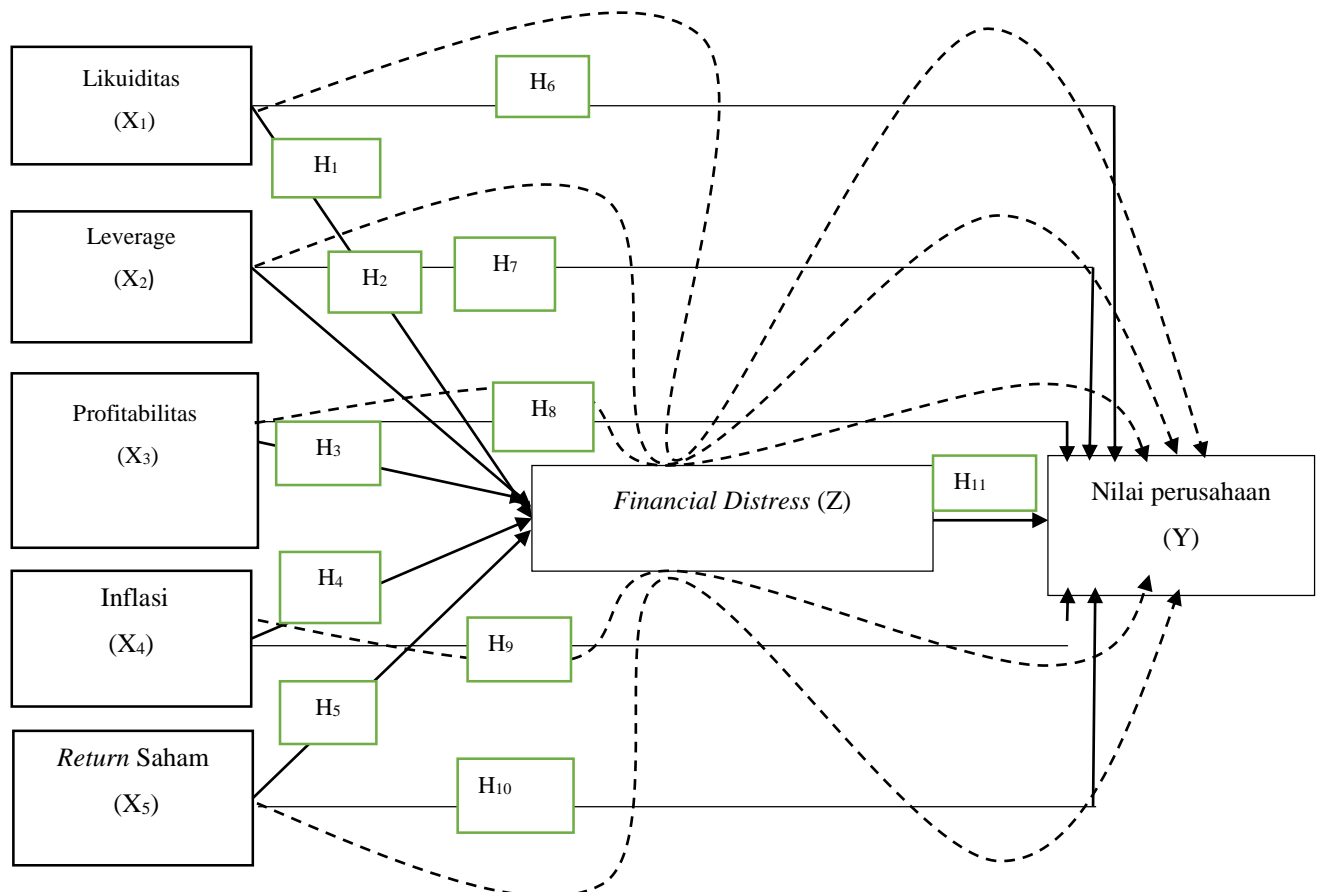 Likuiditas
(X1)
H6
H1
Leverage
(X2)
H2
H7
Profitabilitas
(X3)
H8
H3
Financial Distress (Z)
H11
Nilai perusahaan
(Y)
Inflasi
(X4)
H4
H9
Return Saham
(X5)
H5
H10